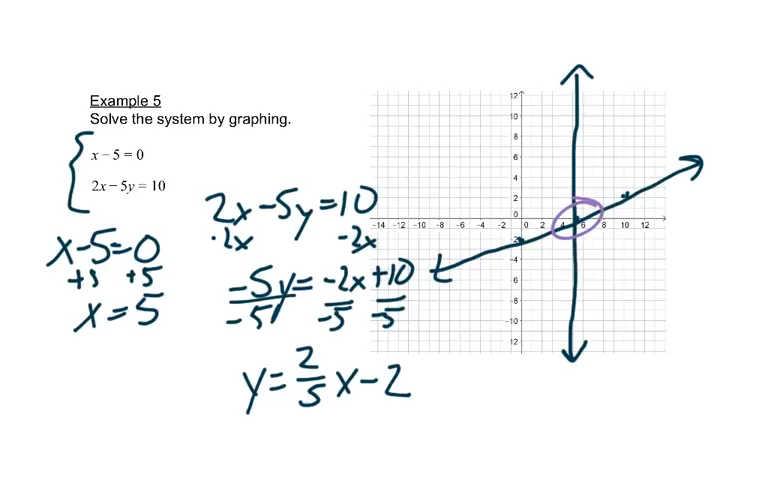 Example 5
Solve the system by graphing.
x − 5 = 0
2x − 5y = 10
x-5=0
+5 +5
x=5
2x-5y=10
-2x -2x
-5y=-2x+10
-5 -5 -5
y=2/5x-2
12
10
8
6
4
2
0
-14 -12 -10 -8 -6 -4 -2 0 2 4 6 8 10 12
-2
-4
6
8
-10
12